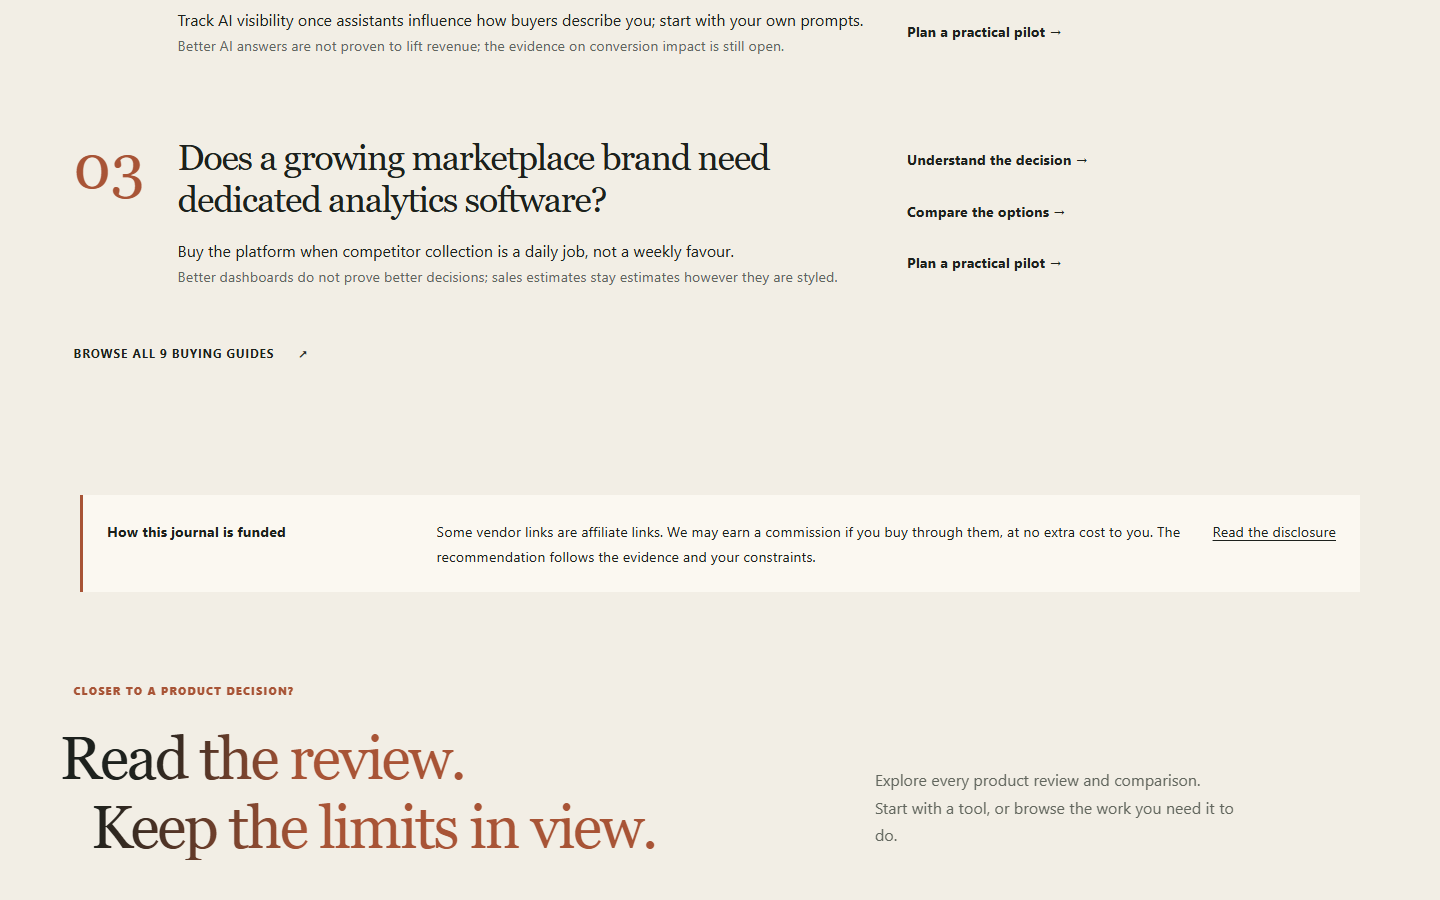 Track AI visibility once assistants influence how buyers describe you; start with your own prompts.
Better AI answers are not proven to lift revenue; the evidence on conversion impact is still open.
Plan a practical pilot →
03
Does a growing marketplace brand need
dedicated analytics software?
Buy the platform when competitor collection is a daily job, not a weekly favour.
Better dashboards do not prove better decisions; sales estimates stay estimates however they are styled.
Understand the decision →
Compare the options →
Plan a practical pilot →
BROWSE ALL 9 BUYING GUIDES ↗
How this journal is funded
Some vendor links are affiliate links. We may earn a commission if you buy through them, at no extra cost to you. The
recommendation follows the evidence and your constraints.
Read the disclosure
CLOSER TO A PRODUCT DECISION?
Read the review.
Keep the limits in view.
Explore every product review and comparison.
Start with a tool, or browse the work you need it to
do.